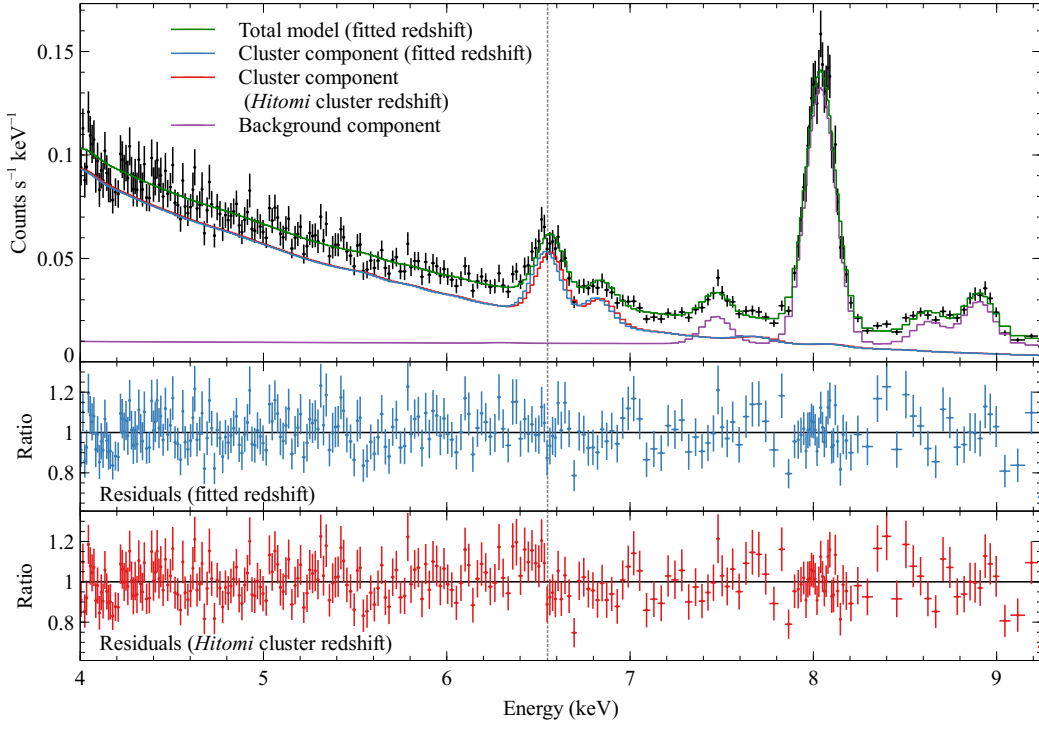 Counts s⁻¹ keV⁻¹
0.15
0.1
0.05
0
Total model (fitted redshift)
Cluster component (fitted redshift)
Cluster component
(Hitomi cluster redshift)
Background component
Ratio
1.2
1
0.8
Residuals (fitted redshift)
Ratio
1.2
1
0.8
Residuals (Hitomi cluster redshift)
4 5 6 7 8 9
Energy (keV)